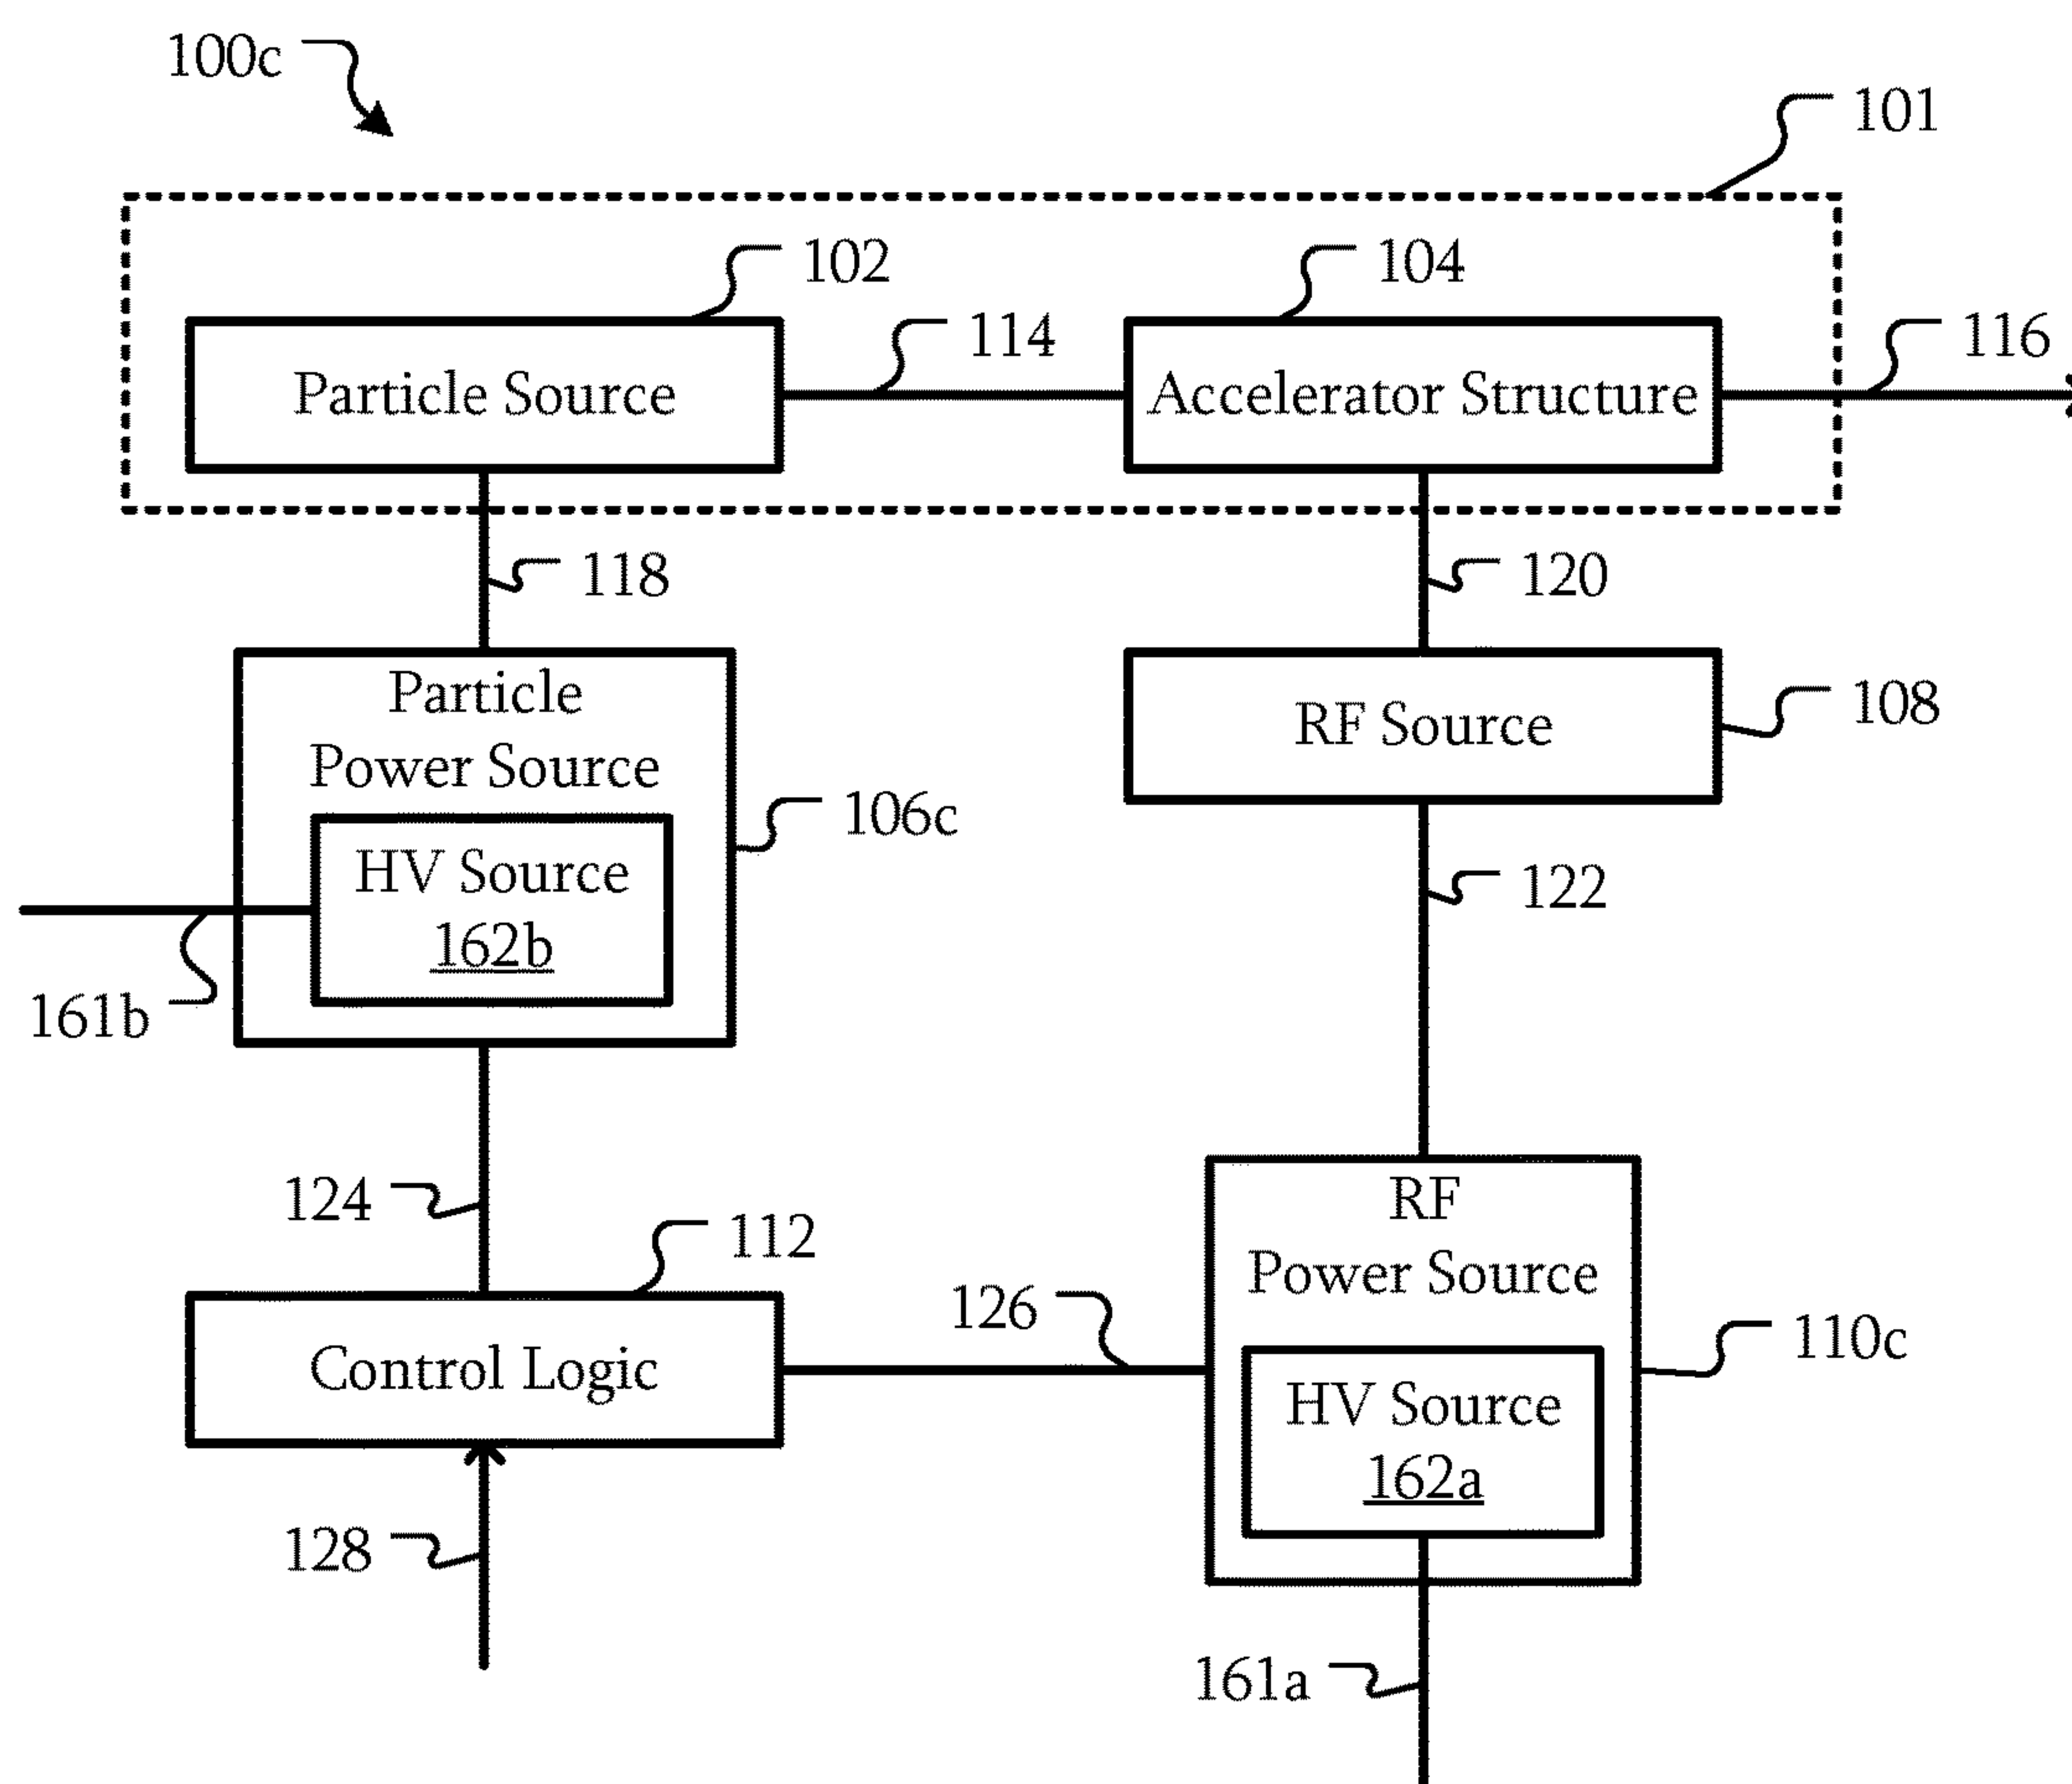 100c
101
102
104
114
116
Particle Source
Accelerator Structure
118
120
Particle
Power Source
RF Source
108
106c
HV Source
162b
122
161b
124
112
RF
Power Source
126
110c
Control Logic
HV Source
162a
128
161a